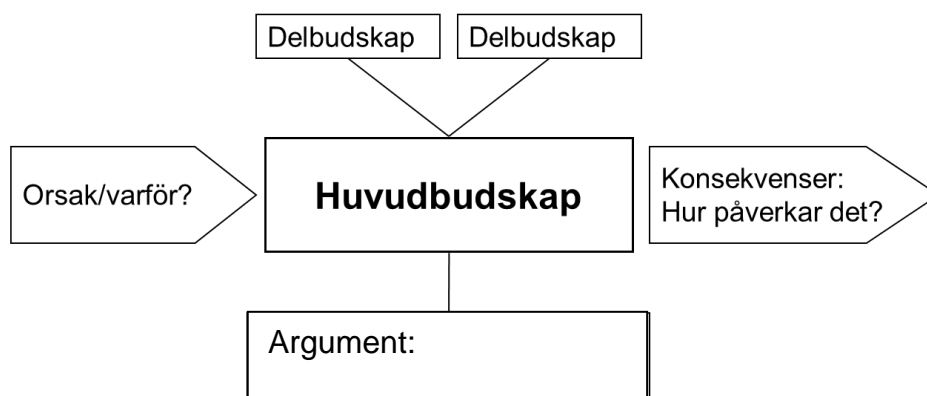 Delbudskap
Delbudskap
Orsak/varför?
Huvudbudskap
Konsekvenser:
Hur påverkar det?
Argument: